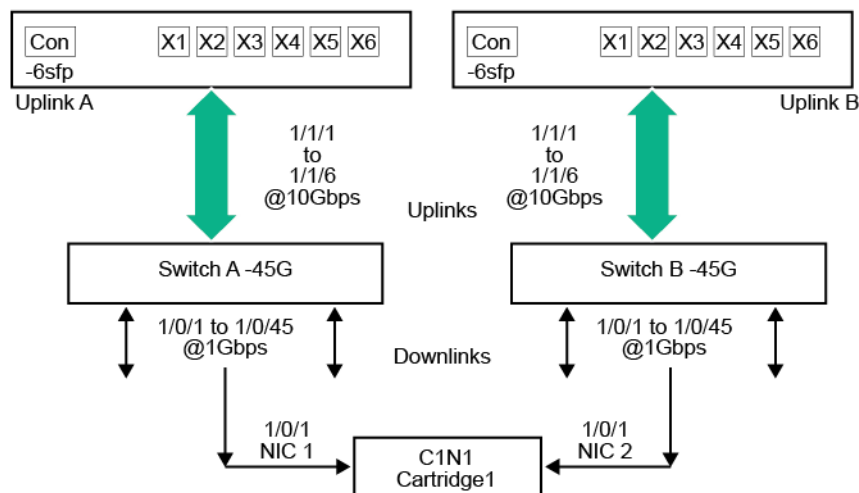 Con X1 X2 X3 X4 X5 X6
-6sfp
Uplink A
Con X1 X2 X3 X4 X5 X6
-6sfp
Uplink B
1/1/1
to
1/1/6
@10Gbps
Uplinks
1/1/1
to
1/1/6
@10Gbps
Switch A -45G
Switch B -45G
1/0/1 to 1/0/45
@1Gbps
Downlinks
1/0/1 to 1/0/45
@1Gbps
1/0/1
NIC 1
C1N1
Cartridge1
1/0/1
NIC 2